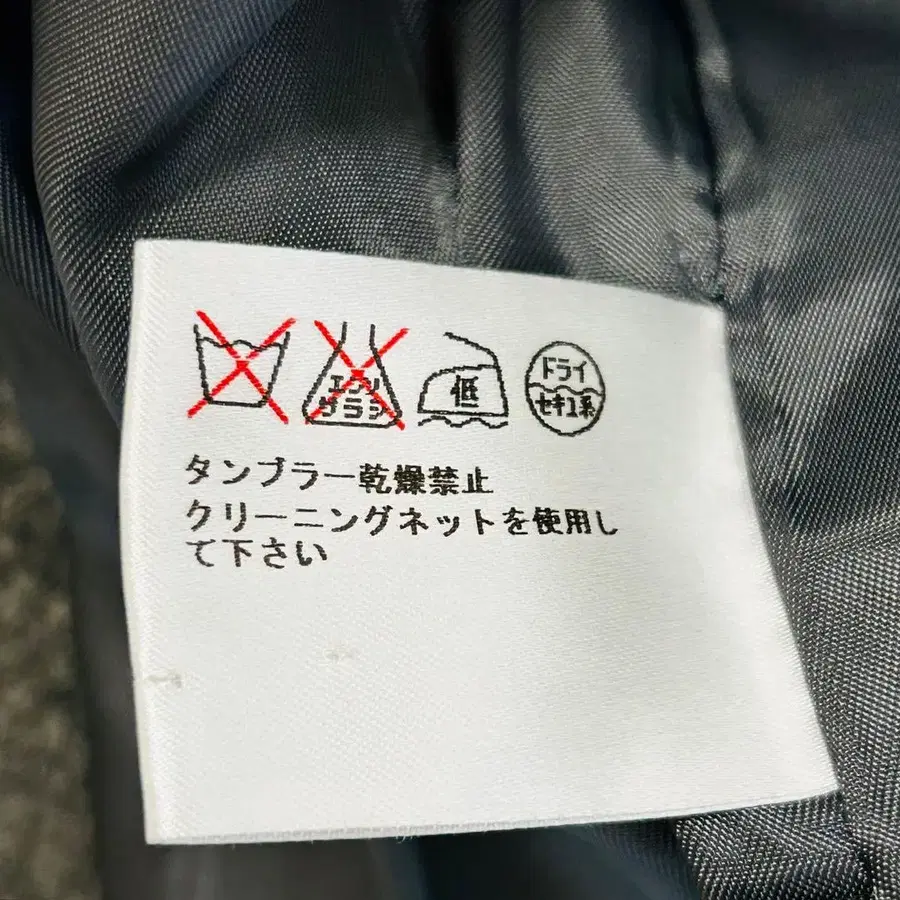 エンソ
サラシ
低
ドライ
セキユ系
タンブラー乾燥禁止
クリーニングネットを使用し
て下さい